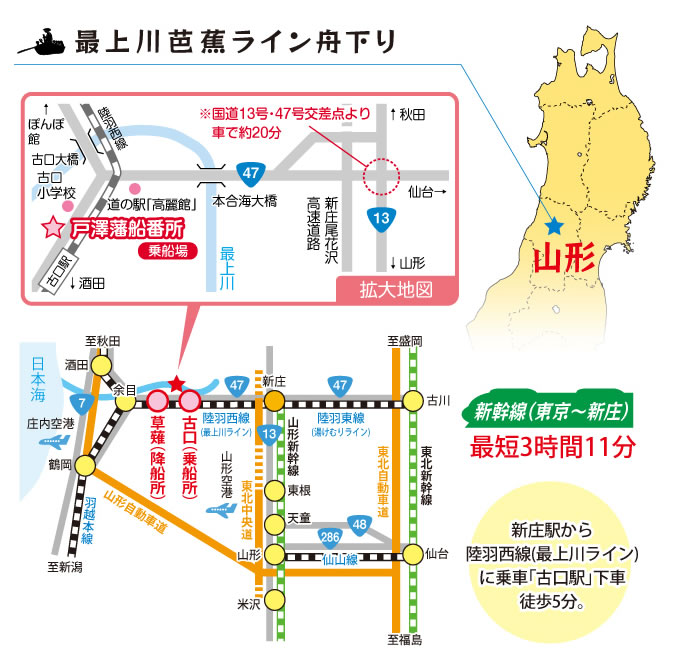 最上川芭蕉ライン舟下り
ぽんぽ
館
陸羽西線
古口大橋
古口
小学校
道の駅「高麗館」
戸澤藩船番所
乗船場
古口駅
↓酒田
47
本合海大橋
最上川
※国道13号・47号交差点より
車で約20分
↑秋田
仙台→
新庄尾花沢
高速道路
13
↓山形
拡大地図
山形
至秋田
酒田
日本海
7
余目
庄内空港
鶴岡
羽越本線
至新潟
山形自動車道
草薙(降船所)
古口(乗船所)
47
新庄
47
至盛岡
古川
陸羽西線
(最上川ライン)
13
陸羽東線
(湯けむりライン)
山形新幹線
山形空港
東北中央道
東北自動車道
東北新幹線
東根
天童
48
286
山形
仙山線
仙台
米沢
至福島
新幹線(東京〜新庄)
最短3時間11分
新庄駅から
陸羽西線(最上川ライン)
に乗車「古口駅」下車
徒歩5分。